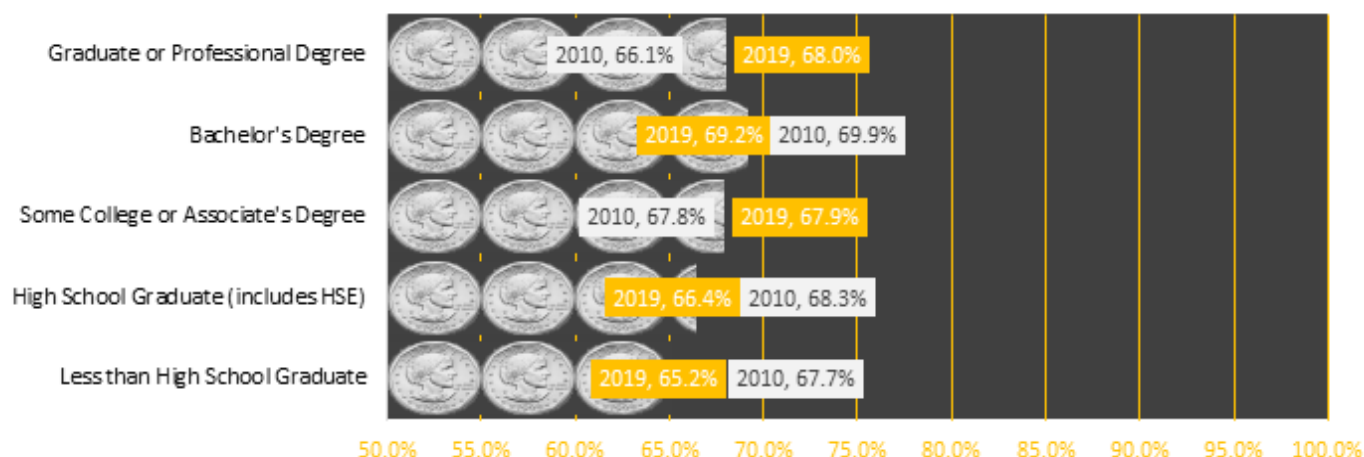 Graduate or Professional Degree
2010, 66.1%
2019, 68.0%
Bachelor's Degree
2019, 69.2%
2010, 69.9%
Some College or Associate's Degree
2010, 67.8%
2019, 67.9%
High School Graduate (includes HSE)
2019, 66.4%
2010, 68.3%
Less than High School Graduate
2019, 65.2%
2010, 67.7%
50.0% 55.0% 60.0% 65.0% 70.0% 75.0% 80.0% 85.0% 90.0% 95.0% 100.0%